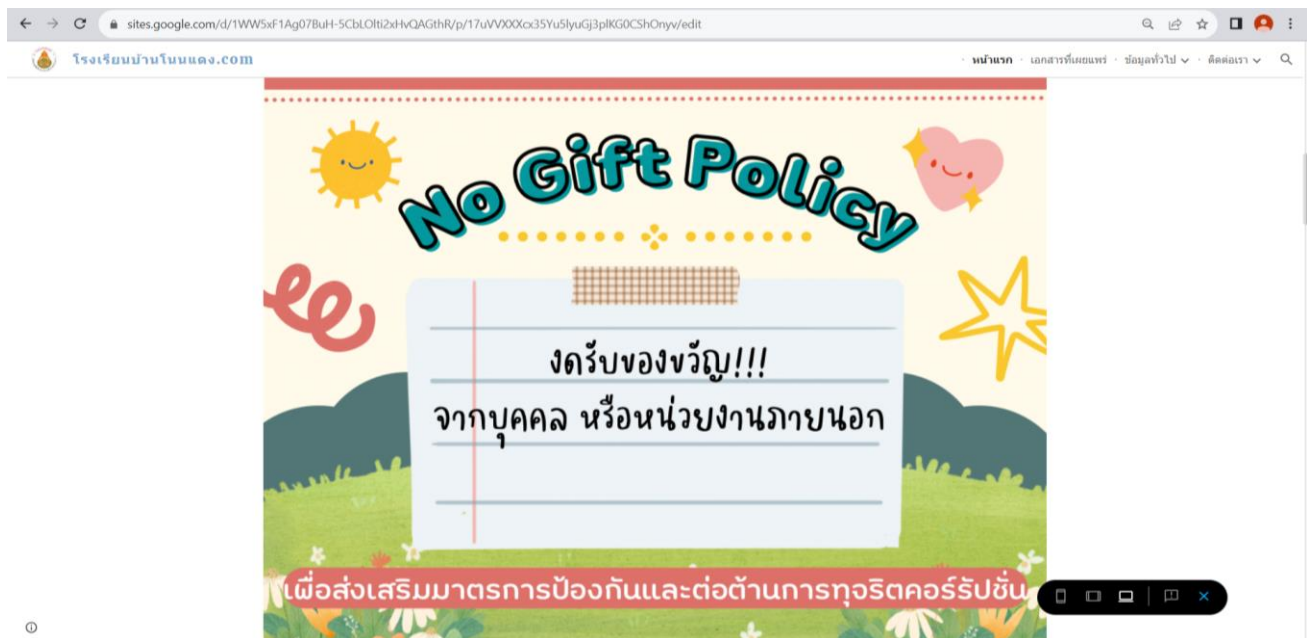 sites.google.com/d/1WW5xF1Ag07BuH-5CbLOlti2xHvQAGthR/p/17uVVXXXcx35Yu5lyuGj3plKG0CShOnyv/edit
โรงเรียนบ้านโนนแดง.com
หน้าแรก เอกสารที่เผยแพร่ ข้อมูลทั่วไป ติดต่อเรา
No Gift Policy
งดรับของขวัญ!!!
จากบุคคล หรือหน่วยงานภายนอก
เพื่อส่งเสริมมาตรการป้องกันและต่อต้านการทุจริตคอร์รัปชั่น